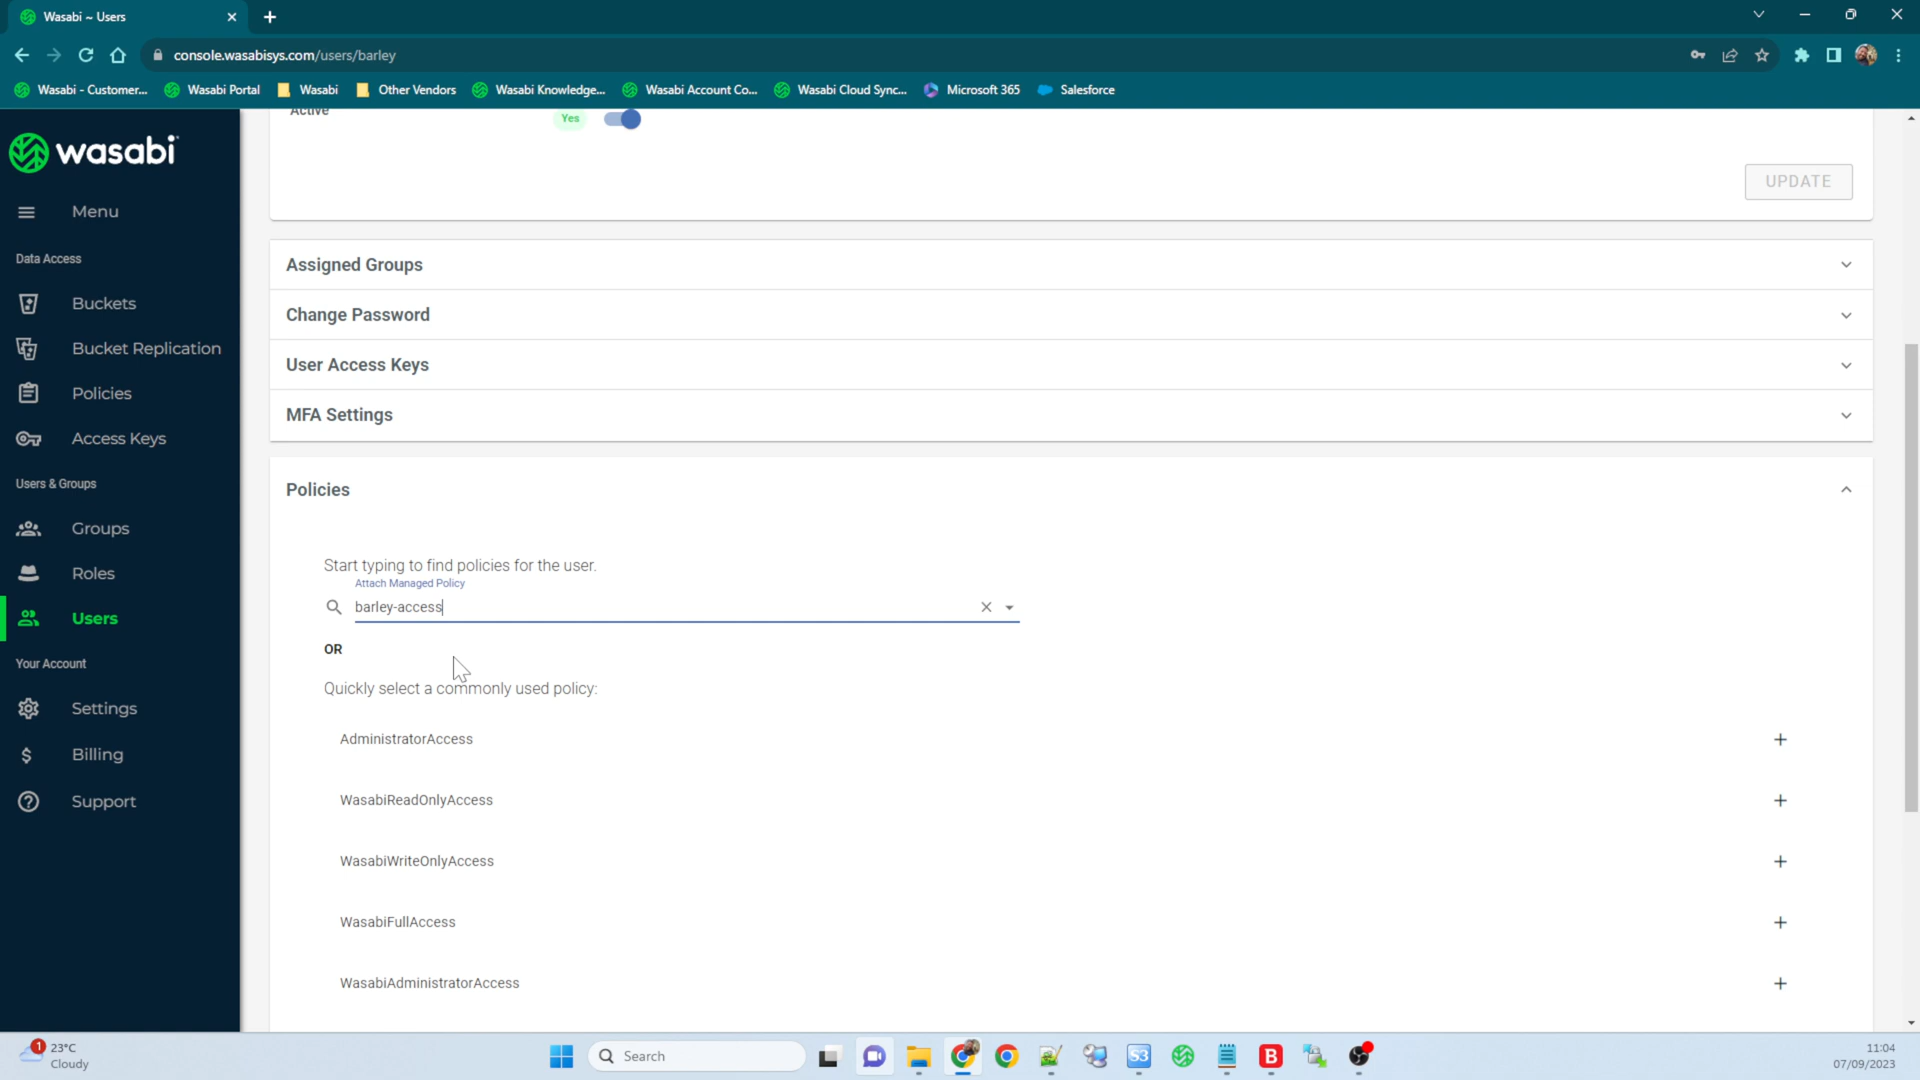 Wasabi ~ Users
console.wasabisys.com/users/barley
Wasabi - Customer...
Wasabi Portal
Wasabi
Other Vendors
Wasabi Knowledge...
Wasabi Account Co...
Wasabi Cloud Sync...
Microsoft 365
Salesforce
wasabi
Menu
Data Access
Buckets
Bucket Replication
Policies
Access Keys
Users & Groups
Groups
Roles
Users
Your Account
Settings
Billing
Support
Active
Yes
UPDATE
Assigned Groups
Change Password
User Access Keys
MFA Settings
Policies
Start typing to find policies for the user.
Attach Managed Policy
barley-access
OR
Quickly select a commonly used policy:
AdministratorAccess
WasabiReadOnlyAccess
WasabiWriteOnlyAccess
WasabiFullAccess
WasabiAdministratorAccess
1
23°C
Cloudy
Search
S3
B
11:04
07/09/2023